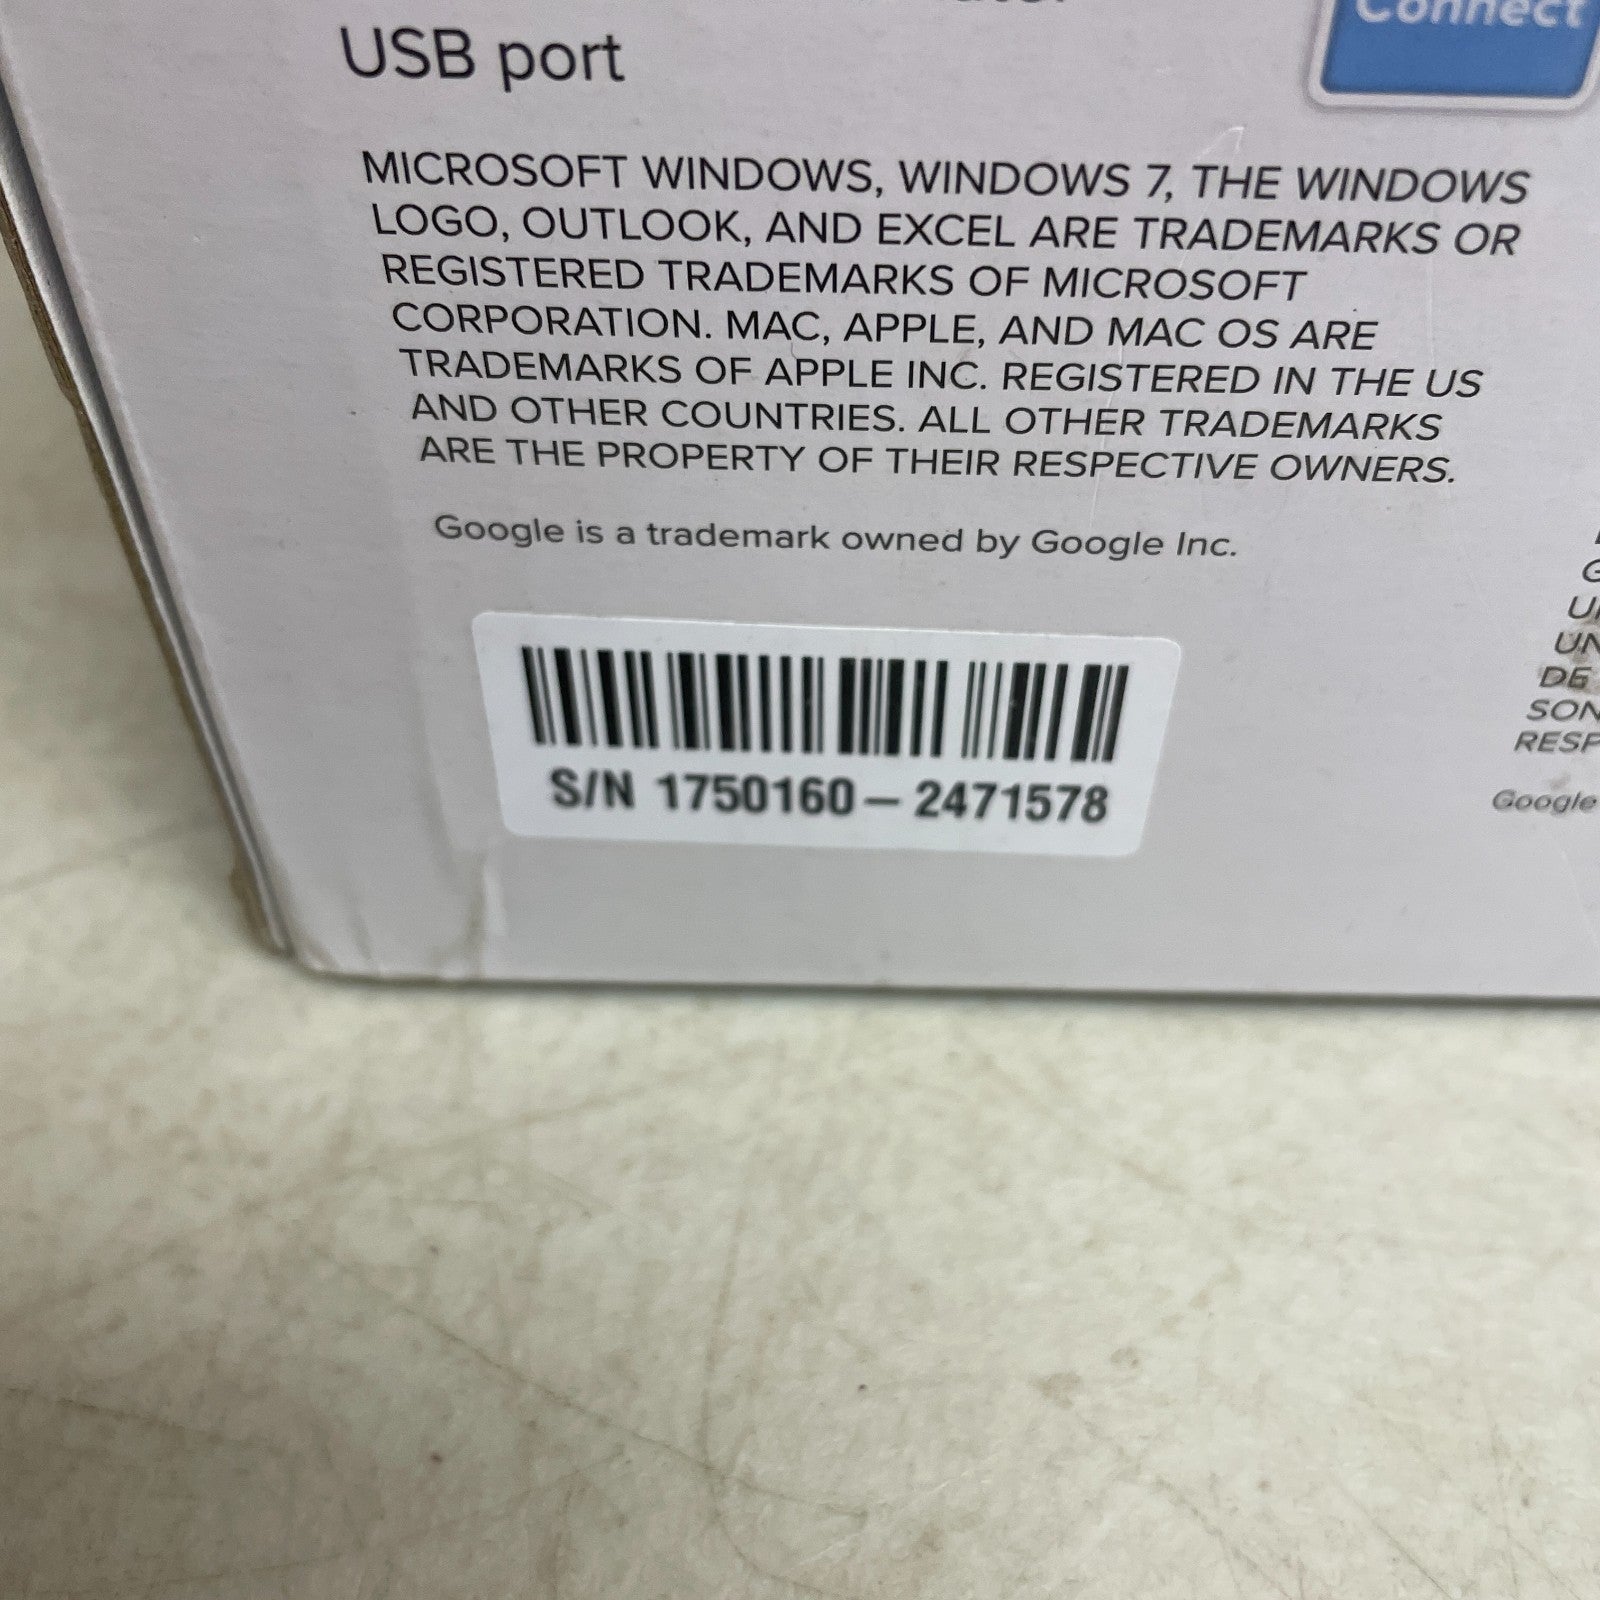 USB port
Connect
MICROSOFT WINDOWS, WINDOWS 7, THE WINDOWS
LOGO, OUTLOOK, AND EXCEL ARE TRADEMARKS OR
REGISTERED TRADEMARKS OF MICROSOFT
CORPORATION. MAC, APPLE, AND MAC OS ARE
TRADEMARKS OF APPLE INC. REGISTERED IN THE US
AND OTHER COUNTRIES. ALL OTHER TRADEMARKS
ARE THE PROPERTY OF THEIR RESPECTIVE OWNERS.
Google is a trademark owned by Google Inc.
S/N 1750160-2471578
SON
RESP
Google